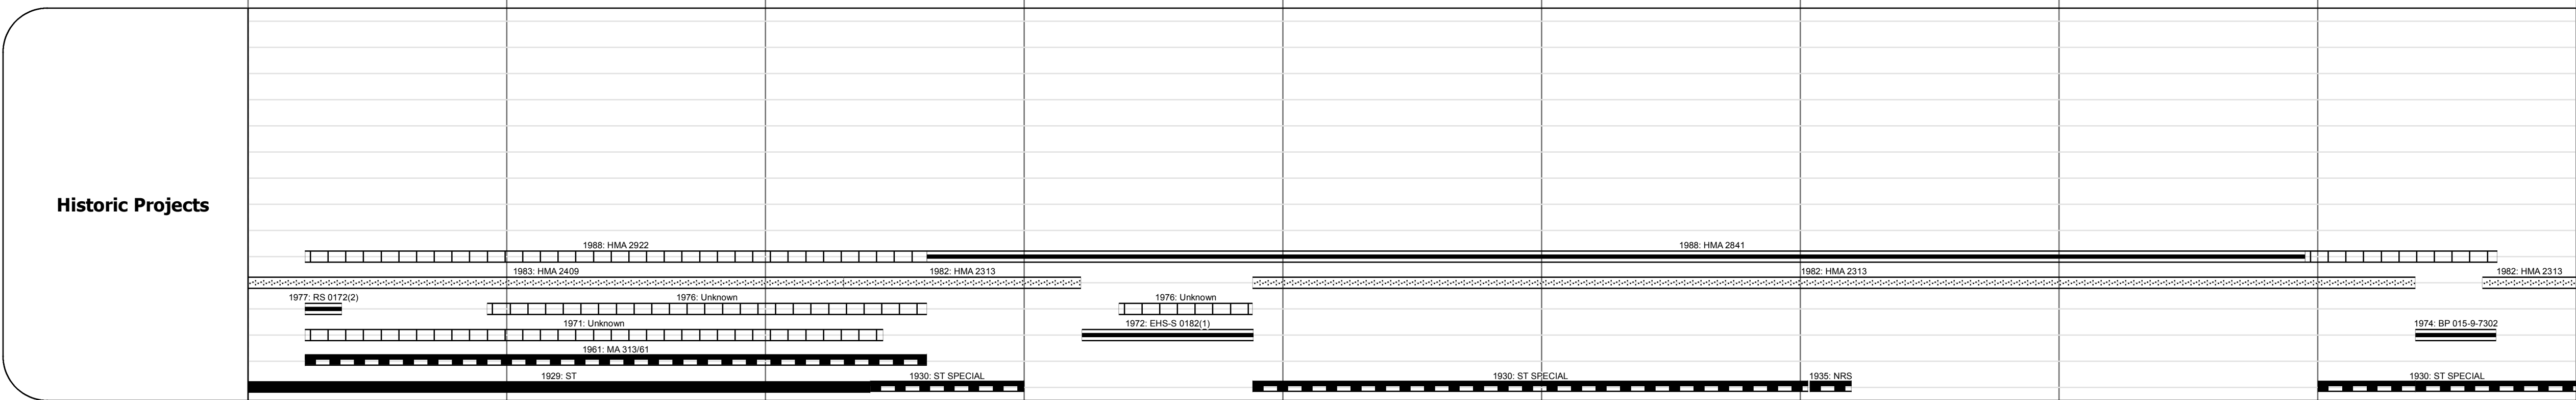 Historic Projects
1988: HMA 2922
1988: HMA 2841
1983: HMA 2409
1982: HMA 2313
1982: HMA 2313
1982: HMA 2313
1977: RS 0172(2)
1976: Unknown
1976: Unknown
1971: Unknown
1972: EHS-S 0182(1)
1974: BP 015-9-7302
1961: MA 313/61
1929: ST
1930: ST SPECIAL
1930: ST SPECIAL
1935: NRS
1930: ST SPECIAL